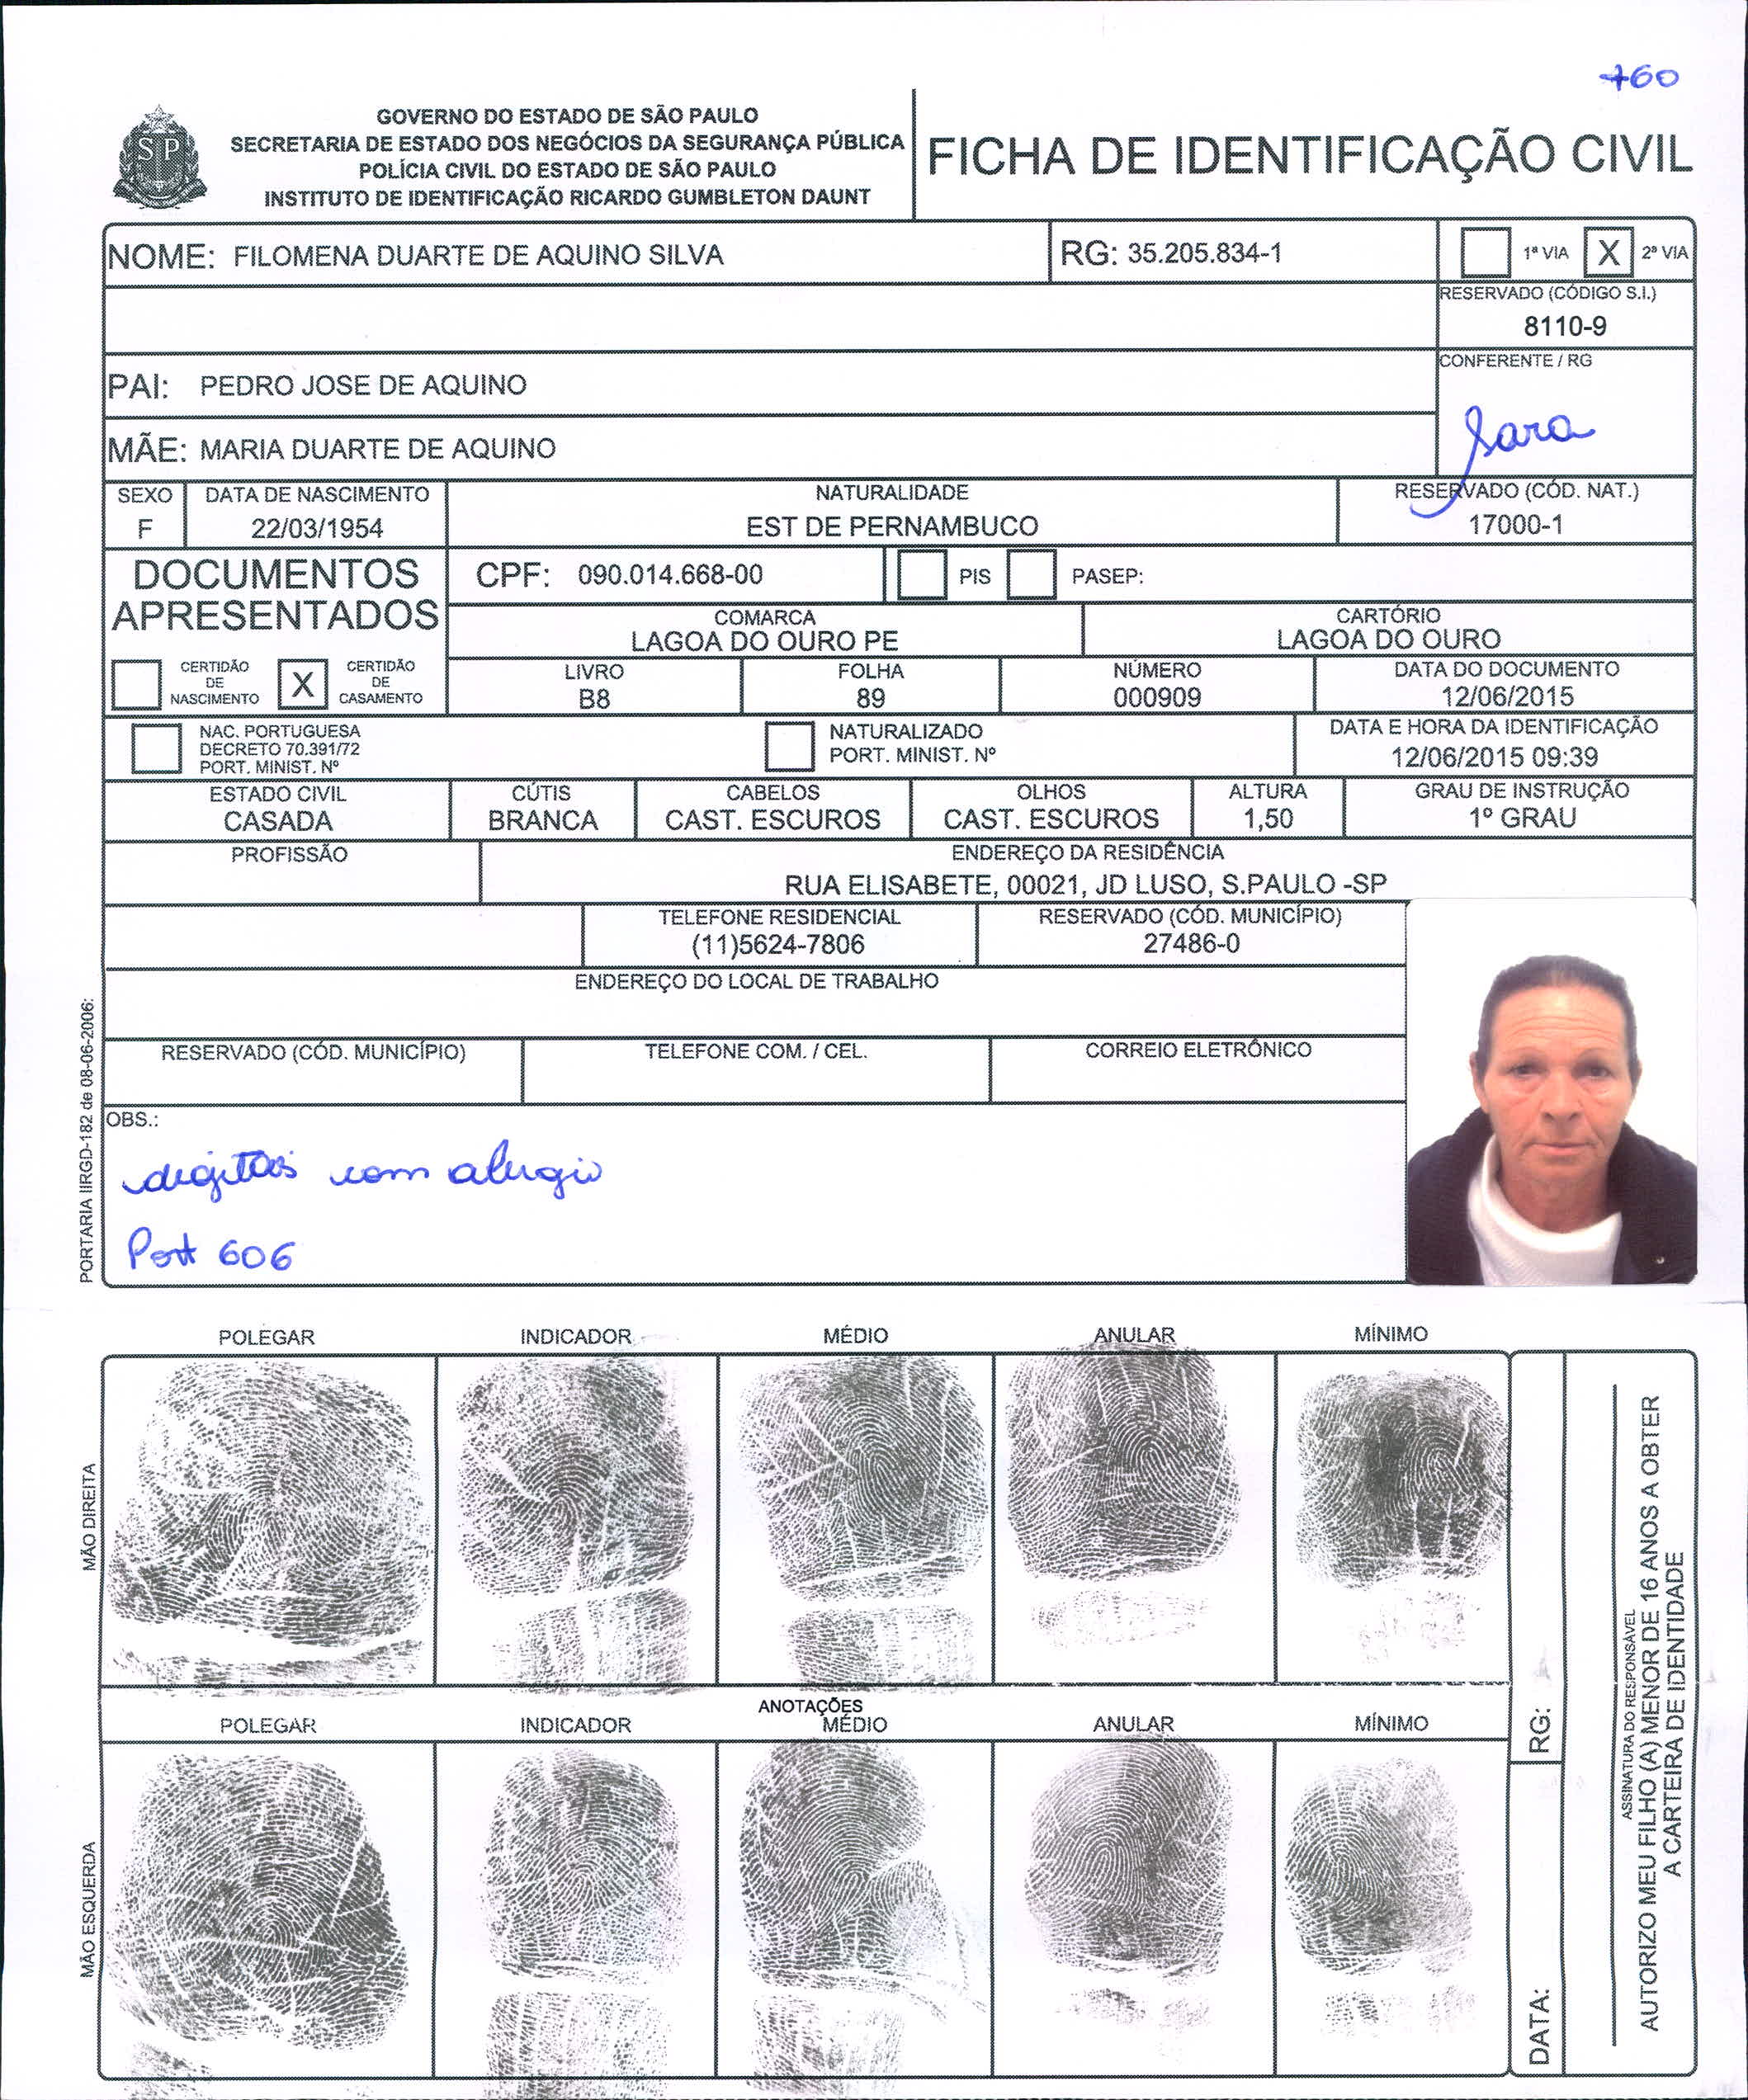 760
GOVERNO DO ESTADO DE SÃO PAULO
SECRETARIA DE ESTADO DOS NEGÓCIOS DA SEGURANÇA PÚBLICA
POLÍCIA CIVIL DO ESTADO DE SÃO PAULO
INSTITUTO DE IDENTIFICAÇÃO RICARDO GUMBLETON DAUNT
SP
FICHA DE IDENTIFICAÇÃO CIVIL
NOME: FILOMENA DUARTE DE AQUINO SILVA
RG: 35.205.834-1
1ª VIA X 2ª VIA
RESERVADO (CÓDIGO S.I.)
8110-9
PAI: PEDRO JOSE DE AQUINO
CONFERENTE / RG
Sara
MÃE: MARIA DUARTE DE AQUINO
SEXO DATA DE NASCIMENTO NATURALIDADE RESERVADO (CÓD. NAT.)
F 22/03/1954 EST DE PERNAMBUCO 17000-1
DOCUMENTOS
APRESENTADOS
CPF: 090.014.668-00 PIS PASEP:
COMARCA CARTÓRIO
LAGOA DO OURO PE LAGOA DO OURO
CERTIDÃO
DE
NASCIMENTO
X CERTIDÃO
DE
CASAMENTO
LIVRO FOLHA NÚMERO DATA DO DOCUMENTO
B8 89 000909 12/06/2015
NAC. PORTUGUESA
DECRETO 70.391/72
PORT. MINIST. Nº
NATURALIZADO
PORT. MINIST. Nº
DATA E HORA DA IDENTIFICAÇÃO
12/06/2015 09:39
ESTADO CIVIL CÚTIS CABELOS OLHOS ALTURA GRAU DE INSTRUÇÃO
CASADA BRANCA CAST. ESCUROS CAST. ESCUROS 1,50 1º GRAU
PROFISSÃO ENDEREÇO DA RESIDÊNCIA
RUA ELISABETE, 00021, JD LUSO, S.PAULO -SP
TELEFONE RESIDENCIAL RESERVADO (CÓD. MUNICÍPIO)
(11)5624-7806 27486-0
ENDEREÇO DO LOCAL DE TRABALHO
RESERVADO (CÓD. MUNICÍPIO) TELEFONE COM. / CEL. CORREIO ELETRÔNICO
OBS.:
digitais com alergia
Port 606
PORTARIA IIRGD-182 de 08-06-2006:
POLEGAR INDICADOR MÉDIO ANULAR MÍNIMO
MÃO DIREITA
ANOTAÇÕES
POLEGAR INDICADOR MÉDIO ANULAR MÍNIMO
MÃO ESQUERDA
RG:
DATA:
ASSINATURA DO RESPONSÁVEL
AUTORIZO MEU FILHO (A) MENOR DE 16 ANOS A OBTER
A CARTEIRA DE IDENTIDADE